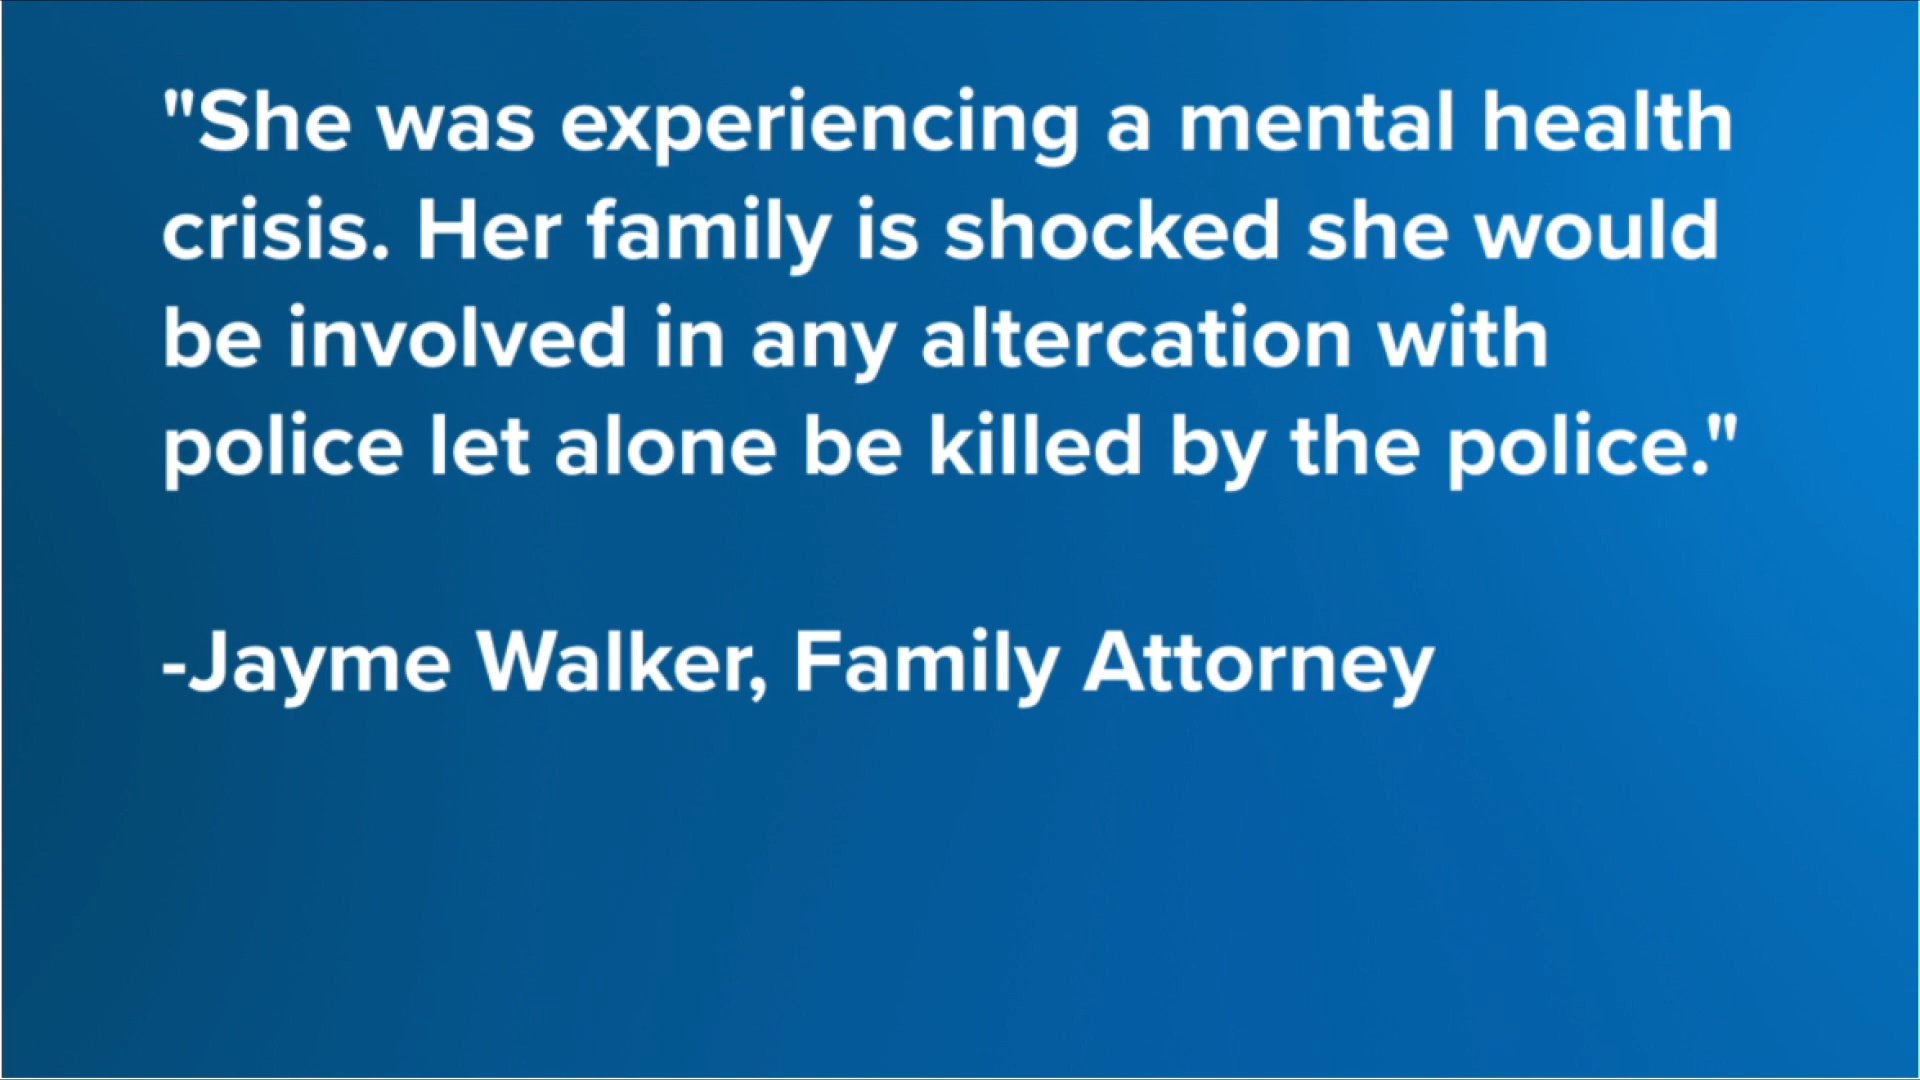 "She was experiencing a mental health
crisis. Her family is shocked she would
be involved in any altercation with
police let alone be killed by the police."
-Jayme Walker, Family Attorney